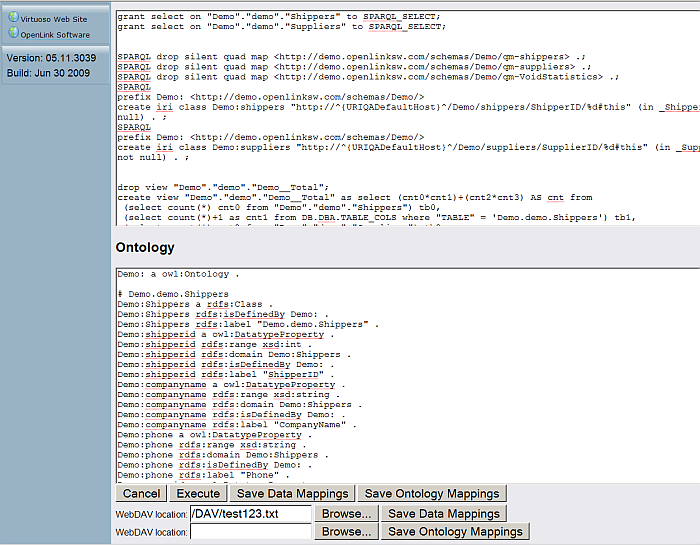 Virtuoso Web Site
OpenLink Software
Version: 05.11.3039
Build: Jun 30 2009
grant select on "Demo"."demo"."Shippers" to SPARQL_SELECT;
grant select on "Demo"."demo"."Suppliers" to SPARQL_SELECT;
SPARQL drop silent quad map <http://demo.openlinksw.com/schemas/Demo/qm-shippers> .;
SPARQL drop silent quad map <http://demo.openlinksw.com/schemas/Demo/qm-suppliers> .;
SPARQL drop silent quad map <http://demo.openlinksw.com/schemas/Demo/qm-VoidStatistics> .;
SPARQL
prefix Demo: <http://demo.openlinksw.com/schemas/Demo/>
create iri class Demo:shippers "http://^{URIQADefaultHost}^/Demo/shippers/ShipperID/%d#this" (in _Shippe
null) . ;
SPARQL
prefix Demo: <http://demo.openlinksw.com/schemas/Demo/>
create iri class Demo:suppliers "http://^{URIQADefaultHost}^/Demo/suppliers/SupplierID/%d#this" (in _Sup
not null) . ;
drop view "Demo"."demo"."Demo__Total";
create view "Demo"."demo"."Demo__Total" as select (cnt0*cnt1)+(cnt2*cnt3) AS cnt from
(select count(*) cnt0 from "Demo"."demo"."Shippers") tb0,
(select count(*)+1 as cnt1 from DB.DBA.TABLE_COLS where "TABLE" = 'Demo.demo.Shippers') tb1,
Ontology
Demo: a owl:Ontology .
# Demo.demo.Shippers
Demo:Shippers a rdfs:Class .
Demo:Shippers rdfs:isDefinedBy Demo: .
Demo:Shippers rdfs:label "Demo.demo.Shippers" .
Demo:shipperid a owl:DatatypeProperty .
Demo:shipperid rdfs:range xsd:int .
Demo:shipperid rdfs:domain Demo:Shippers .
Demo:shipperid rdfs:isDefinedBy Demo: .
Demo:shipperid rdfs:label "ShipperID" .
Demo:companyname a owl:DatatypeProperty .
Demo:companyname rdfs:range xsd:string .
Demo:companyname rdfs:domain Demo:Shippers .
Demo:companyname rdfs:isDefinedBy Demo: .
Demo:companyname rdfs:label "CompanyName" .
Demo:phone a owl:DatatypeProperty .
Demo:phone rdfs:range xsd:string .
Demo:phone rdfs:domain Demo:Shippers .
Demo:phone rdfs:isDefinedBy Demo: .
Demo:phone rdfs:label "Phone" .
Cancel Execute Save Data Mappings Save Ontology Mappings
WebDAV location: /DAV/test123.txt Browse... Save Data Mappings
WebDAV location: Browse... Save Ontology Mappings